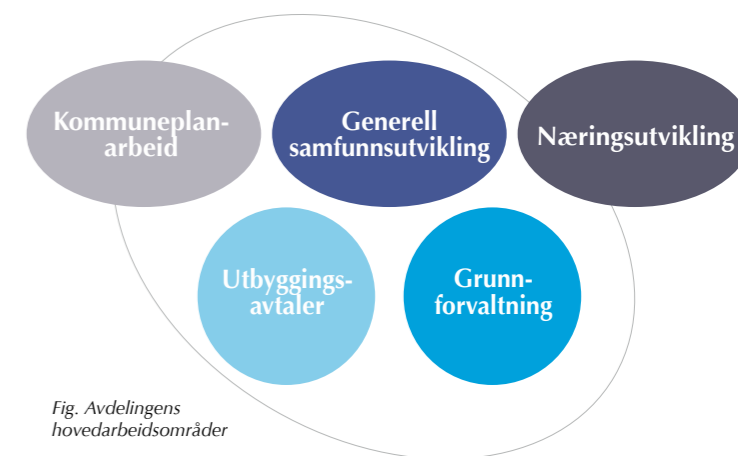 Kommuneplan-
arbeid
Generell
samfunnsutvikling
Næringsutvikling
Utbyggings-
avtaler
Grunn-
forvaltning
Fig. Avdelingens
hovedarbeidsområder